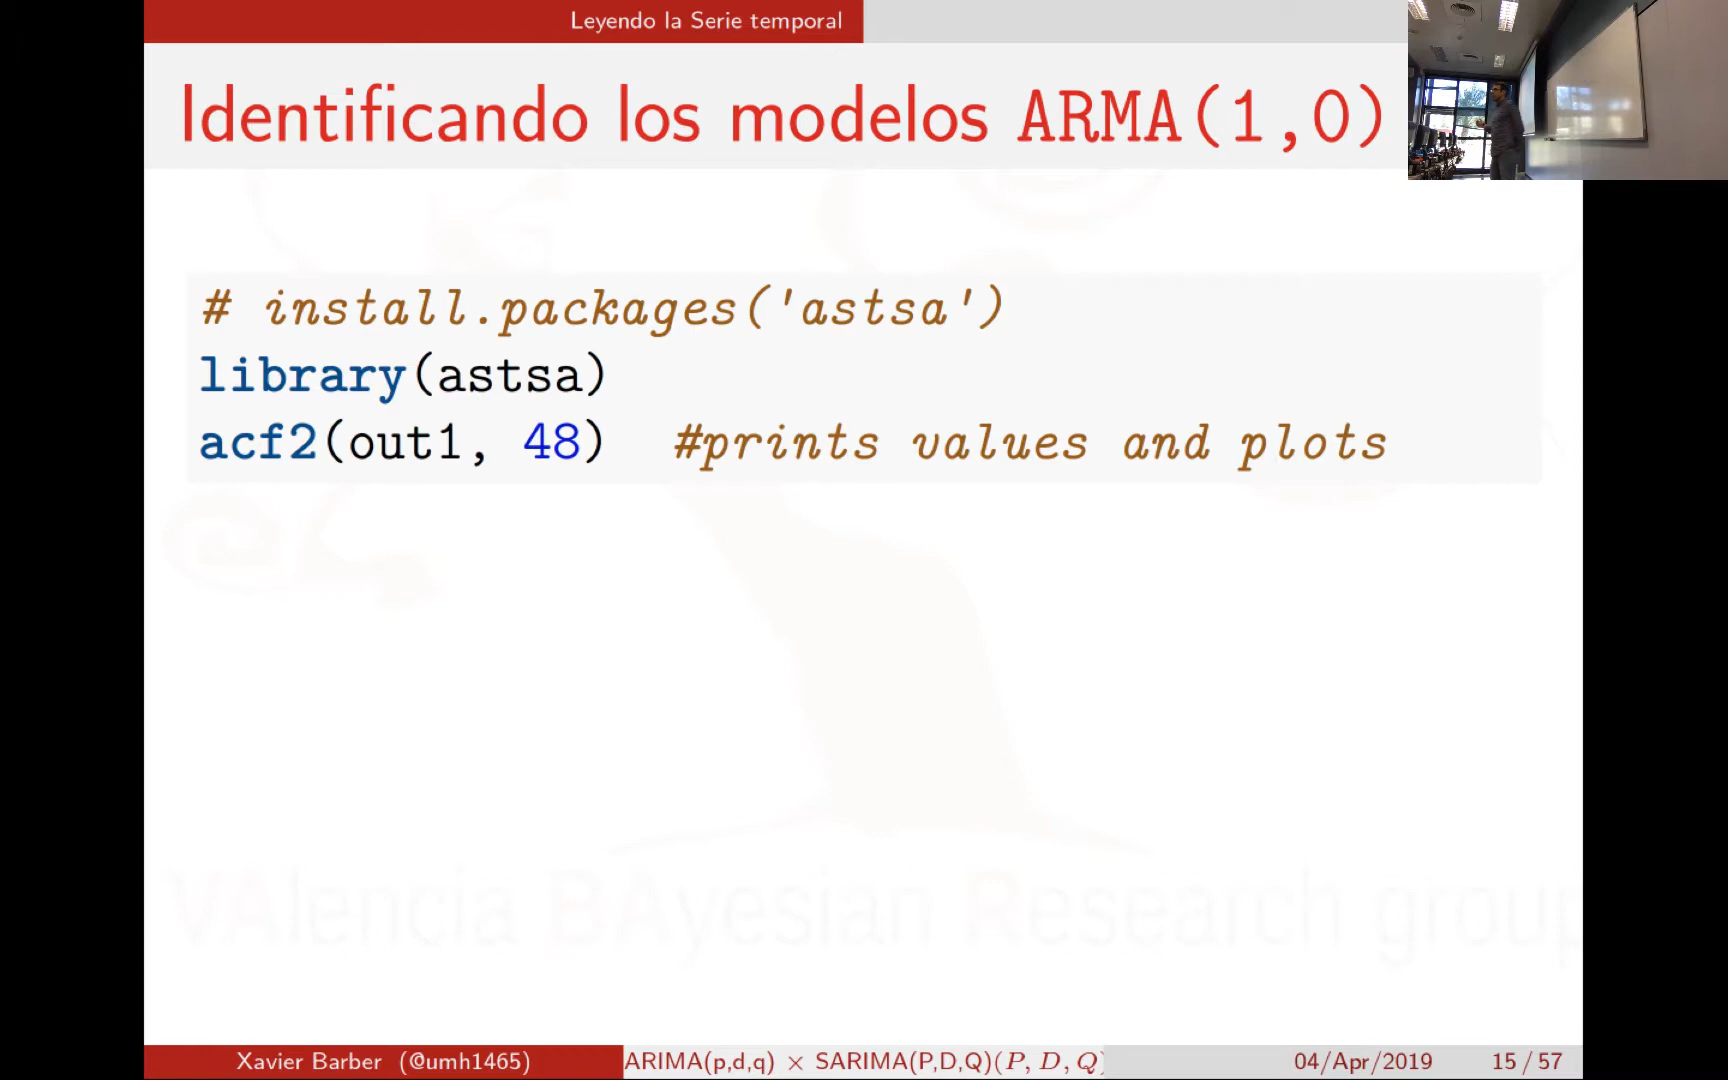 Leyendo la Serie temporal
Identificando los modelos ARMA(1,0)
# install.packages('astsa')
library(astsa)
acf2(out1, 48) #prints values and plots
VAlencia BAyesian Research group
Xavier Barber (@umh1465) ARIMA(p,d,q) × SARIMA(P,D,Q)(P, D, Q) 04/Apr/2019 15 / 57